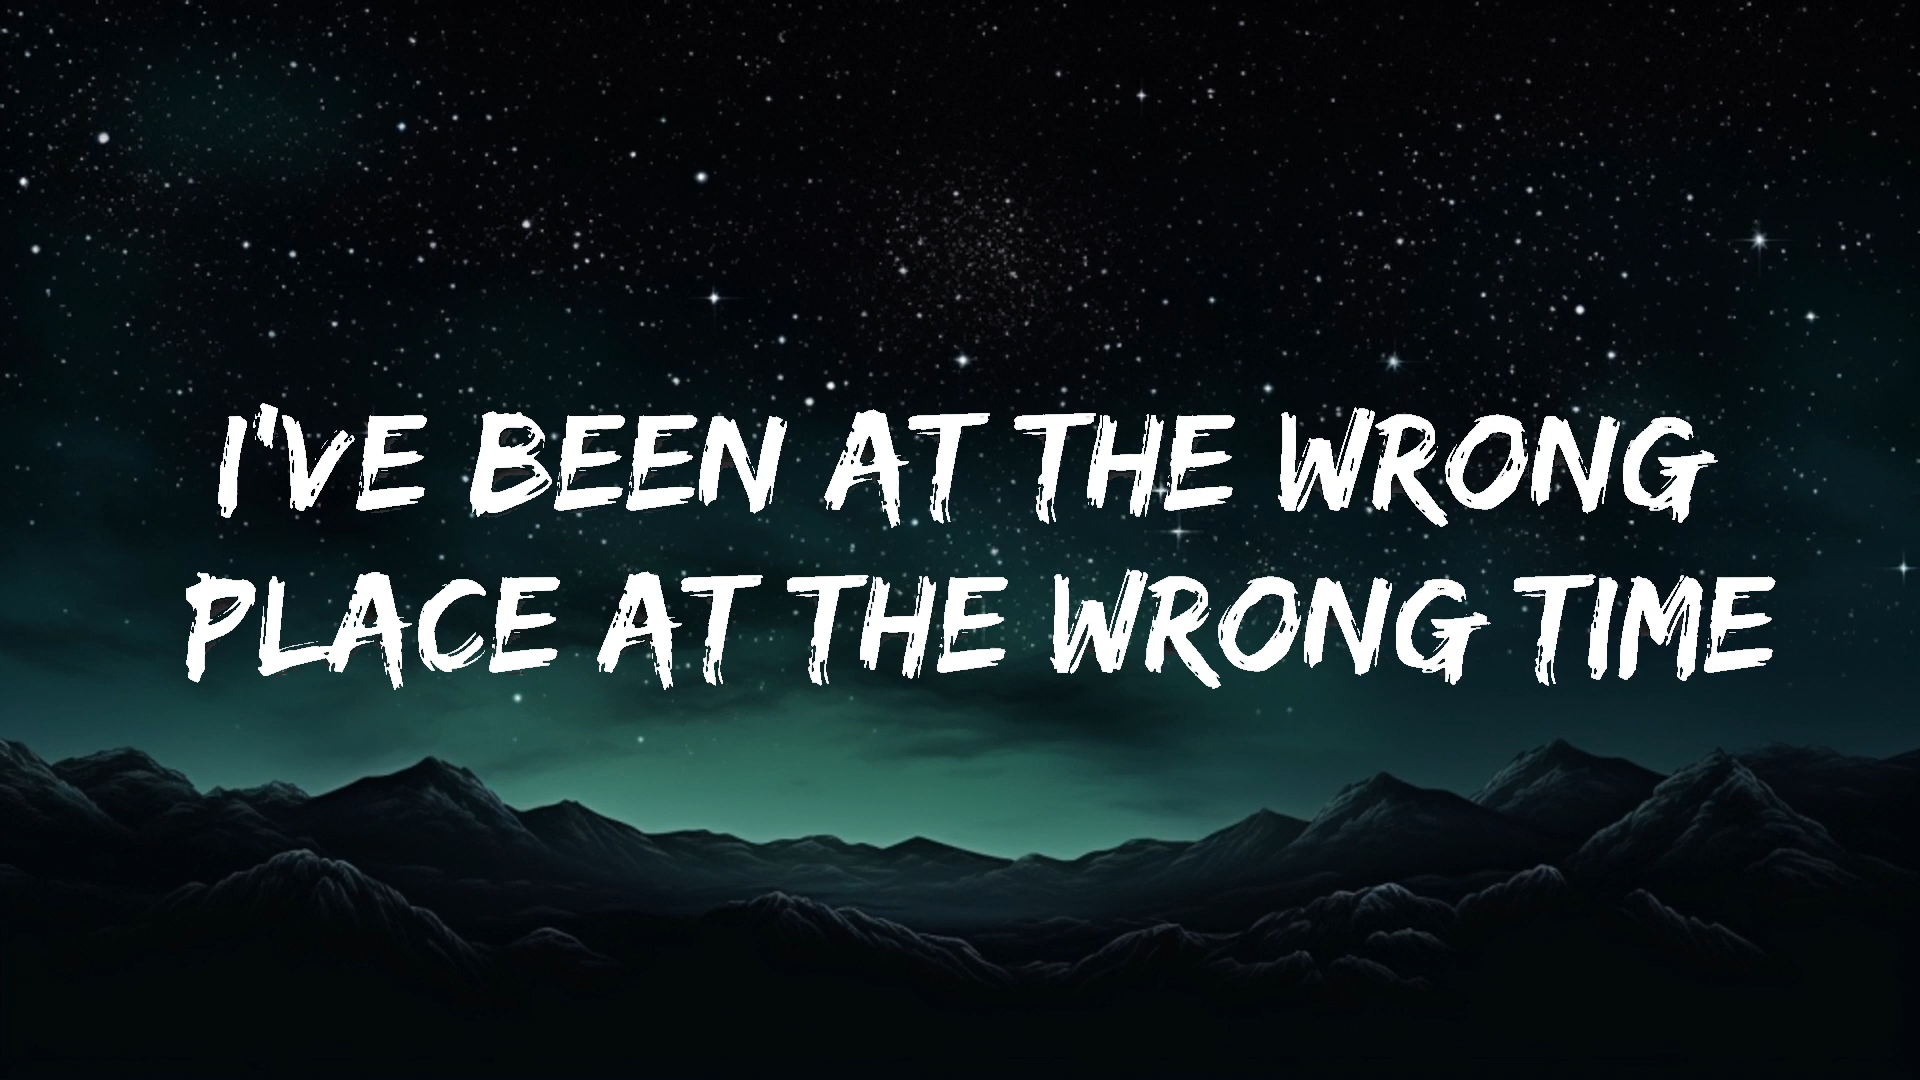 I'VE BEEN AT THE WRONG
PLACE AT THE WRONG TIME